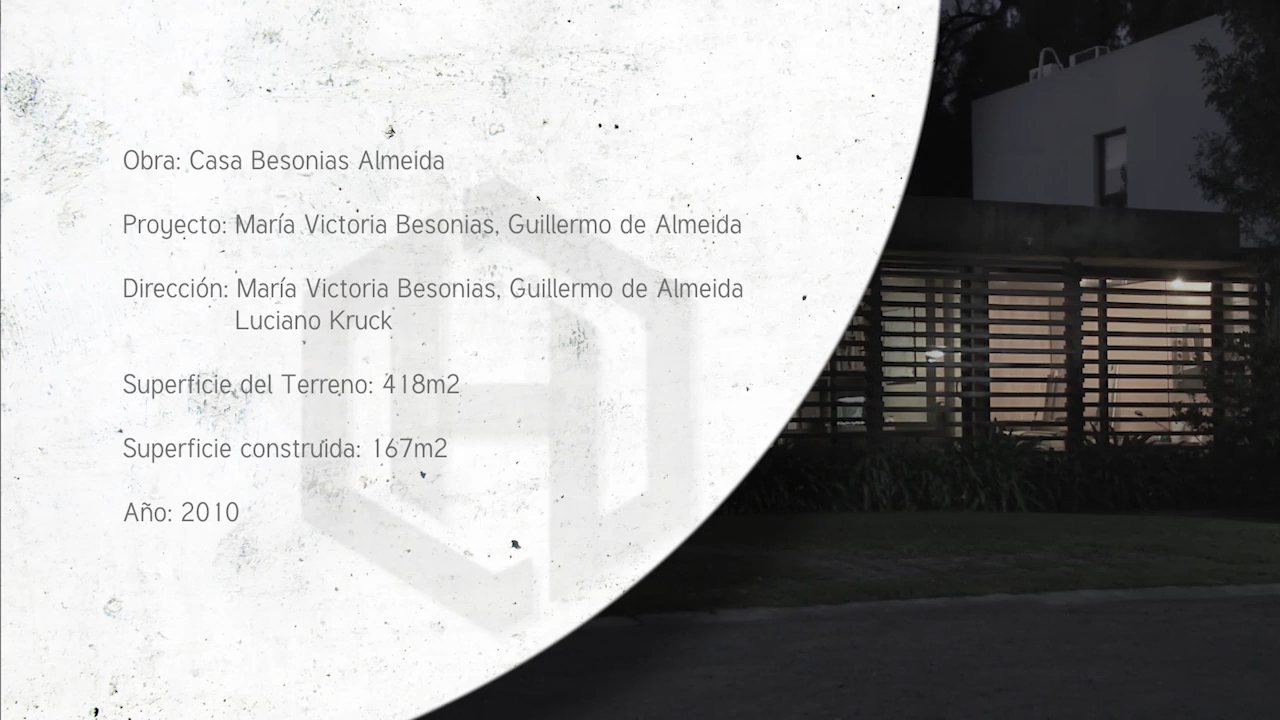 Obra: Casa Besonias Almeida
Proyecto: María Victoria Besonias, Guillermo de Almeida
Dirección: María Victoria Besonias, Guillermo de Almeida
Luciano Kruck
Superficie del Terreno: 418m2
Superficie construida: 167m2
Año: 2010